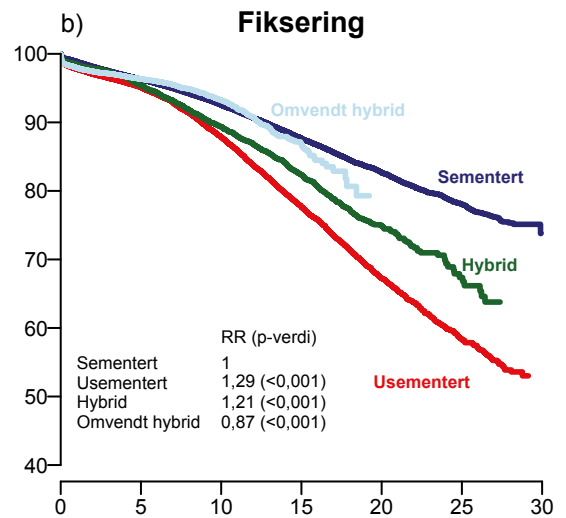 b) Fiksering
100
90
80
70
60
50
40
Omvendt hybrid
Sementert
Hybrid
Usementert
RR (p-verdi)
Sementert 1
Usementert 1,29 (<0,001)
Hybrid 1,21 (<0,001)
Omvendt hybrid 0,87 (<0,001)
0 5 10 15 20 25 30